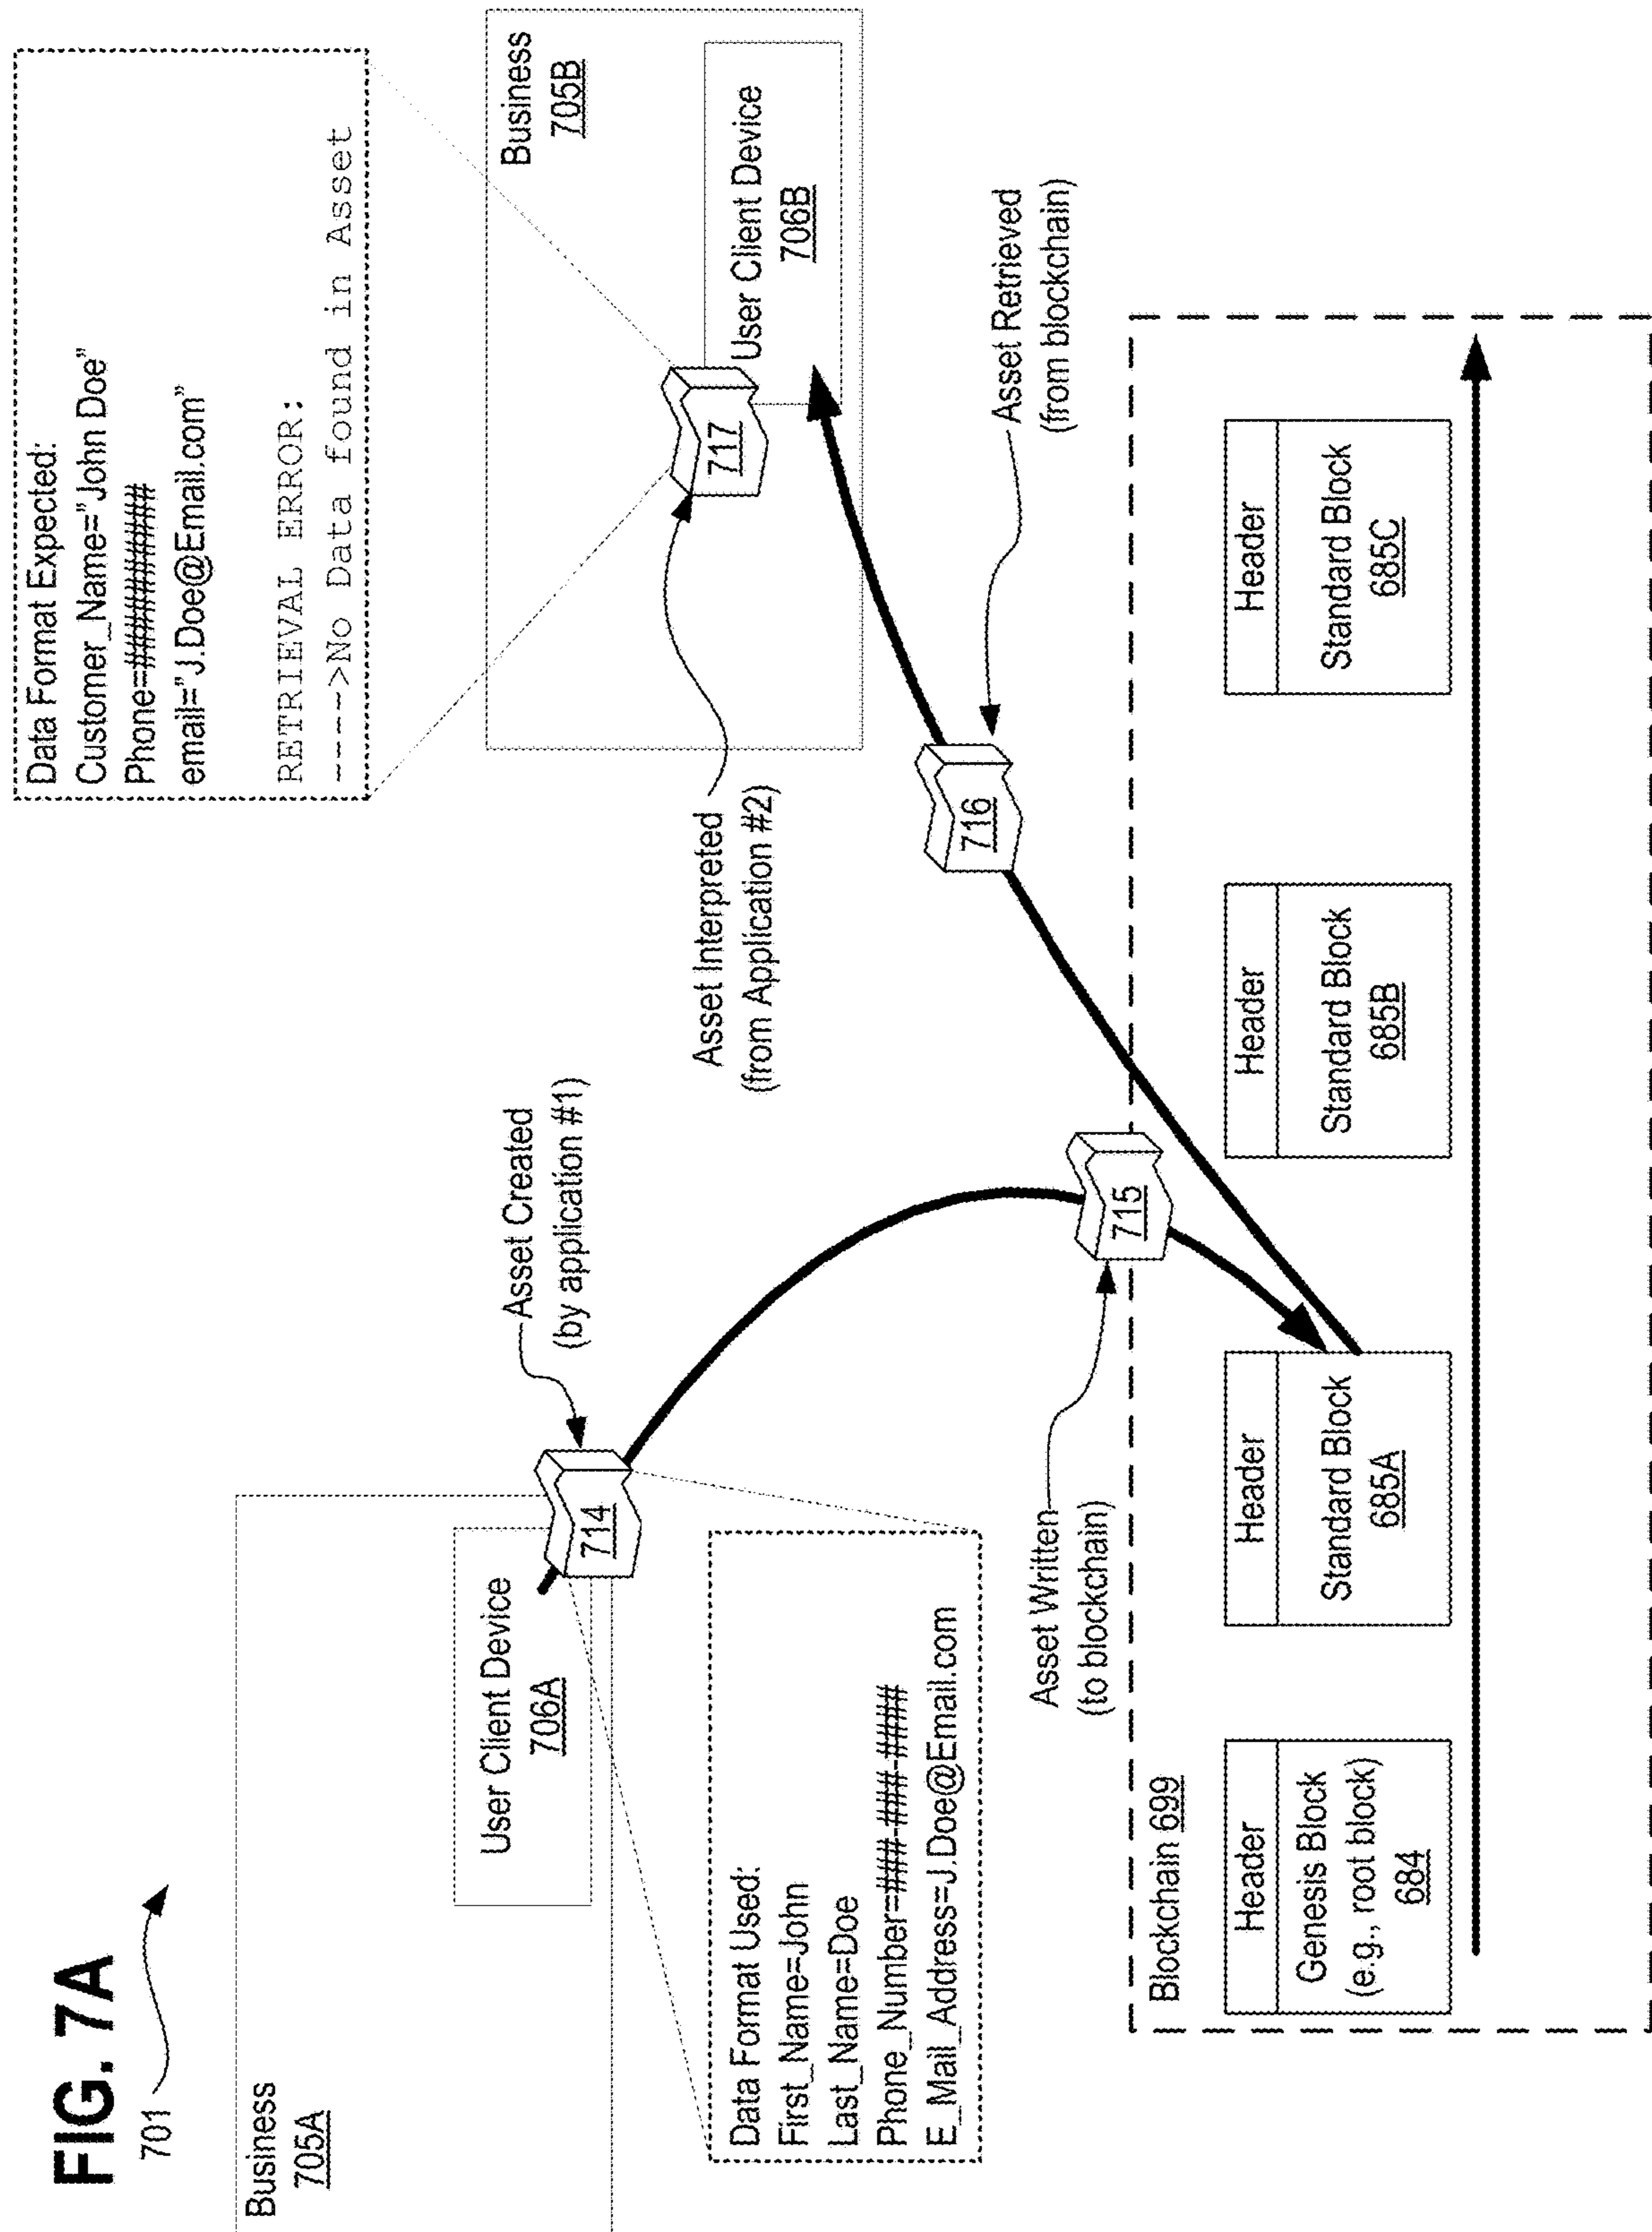 FIG. 7A
701
Business
705A
User Client Device
706A
714
Asset Created
(by application #1)
Data Format Used:
First_Name=John
Last_Name=Doe
Phone_Number=###-###-####
E_Mail_Address=J.Doe@Email.com
Data Format Expected:
Customer_Name="John Doe"
Phone=##########
email="J.Doe@Email.com"
RETRIEVAL ERROR:
---->No Data found in Asset
Business
705B
User Client Device
706B
717
Asset Interpreted
(from Application #2)
716
Asset Retrieved
(from blockchain)
715
Asset Written
(to blockchain)
Blockchain 699
Header
Genesis Block
(e.g., root block)
684
Header
Standard Block
685A
Header
Standard Block
685B
Header
Standard Block
685C